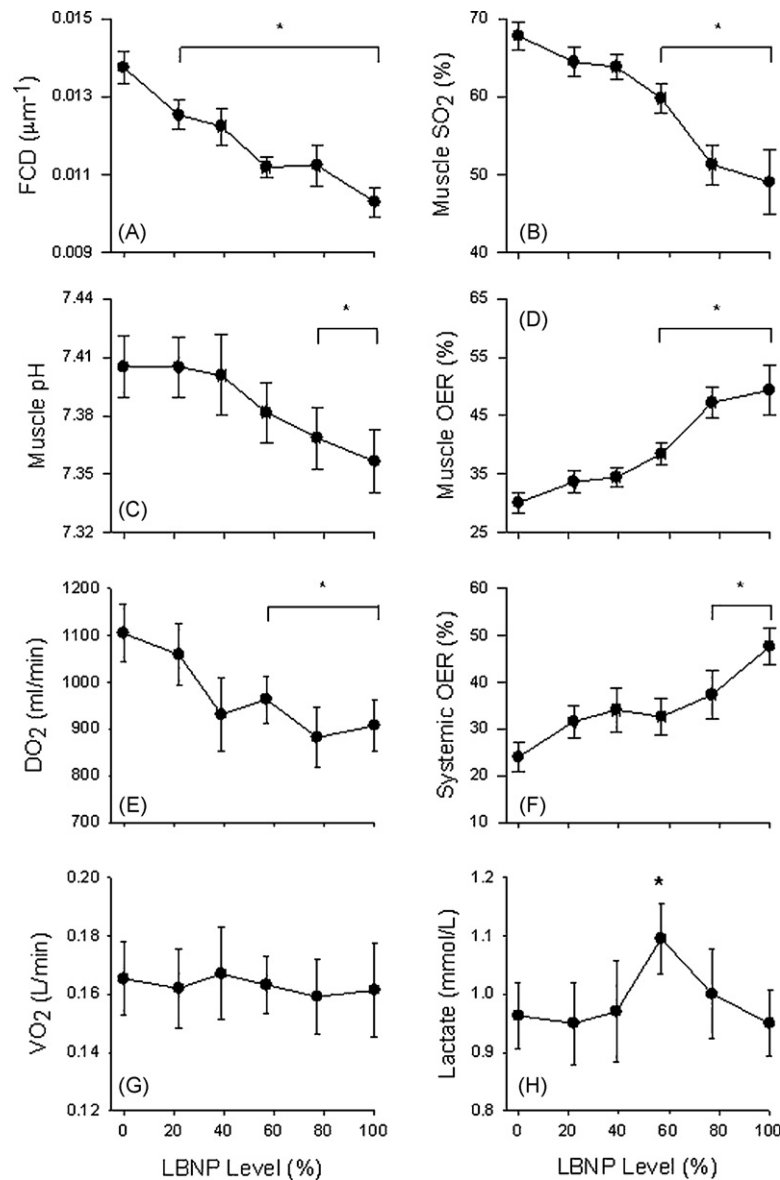 FCD (μm⁻¹)
0.015
0.013
0.011
0.009
*
(A)
Muscle SO₂ (%)
70
60
50
40
*
(B)
Muscle pH
7.44
7.41
7.38
7.35
7.32
*
(C)
Muscle OER (%)
65
55
45
35
25
*
(D)
DO₂ (ml/min)
1200
1100
1000
900
800
700
*
(E)
Systemic OER (%)
60
50
40
30
20
10
*
(F)
VO₂ (L/min)
0.20
0.18
0.16
0.14
0.12
(G)
0 20 40 60 80 100
LBNP Level (%)
Lactate (mmol/L)
1.2
1.1
1.0
0.9
0.8
*
(H)
0 20 40 60 80 100
LBNP Level (%)